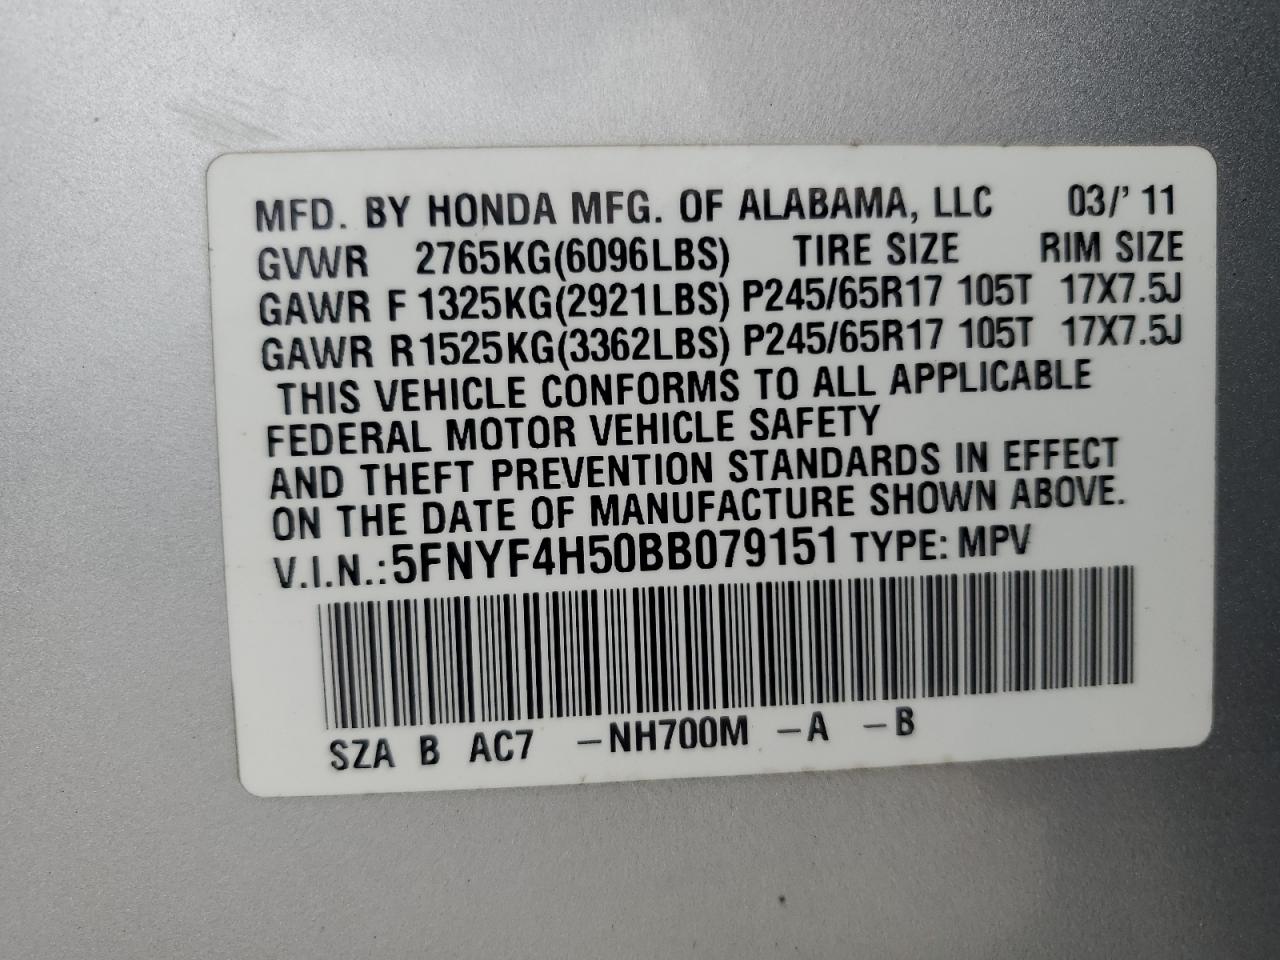 MFD. BY HONDA MFG. OF ALABAMA, LLC 03/' 11
GVWR 2765KG(6096LBS) TIRE SIZE RIM SIZE
GAWR F 1325KG(2921LBS) P245/65R17 105T 17X7.5J
GAWR R 1525KG(3362LBS) P245/65R17 105T 17X7.5J
THIS VEHICLE CONFORMS TO ALL APPLICABLE
FEDERAL MOTOR VEHICLE SAFETY
AND THEFT PREVENTION STANDARDS IN EFFECT
ON THE DATE OF MANUFACTURE SHOWN ABOVE.
V.I.N.: 5FNYF4H50BB079151 TYPE: MPV
SZA B AC7 –NH700M –A –B